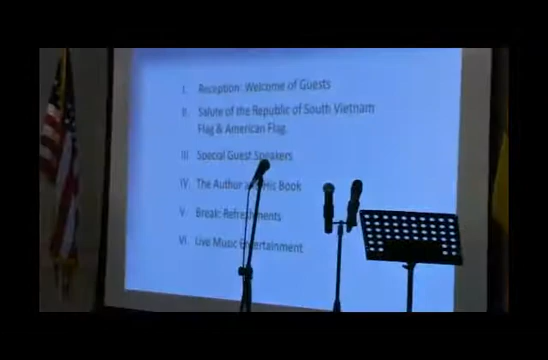 I. Reception: Welcome of Guests
II. Salute of the Republic of South Vietnam
Flag & American Flag.
III. Special Guest Speakers
IV. The Author and His Book
V. Break: Refreshments
VI. Live Music Entertainment